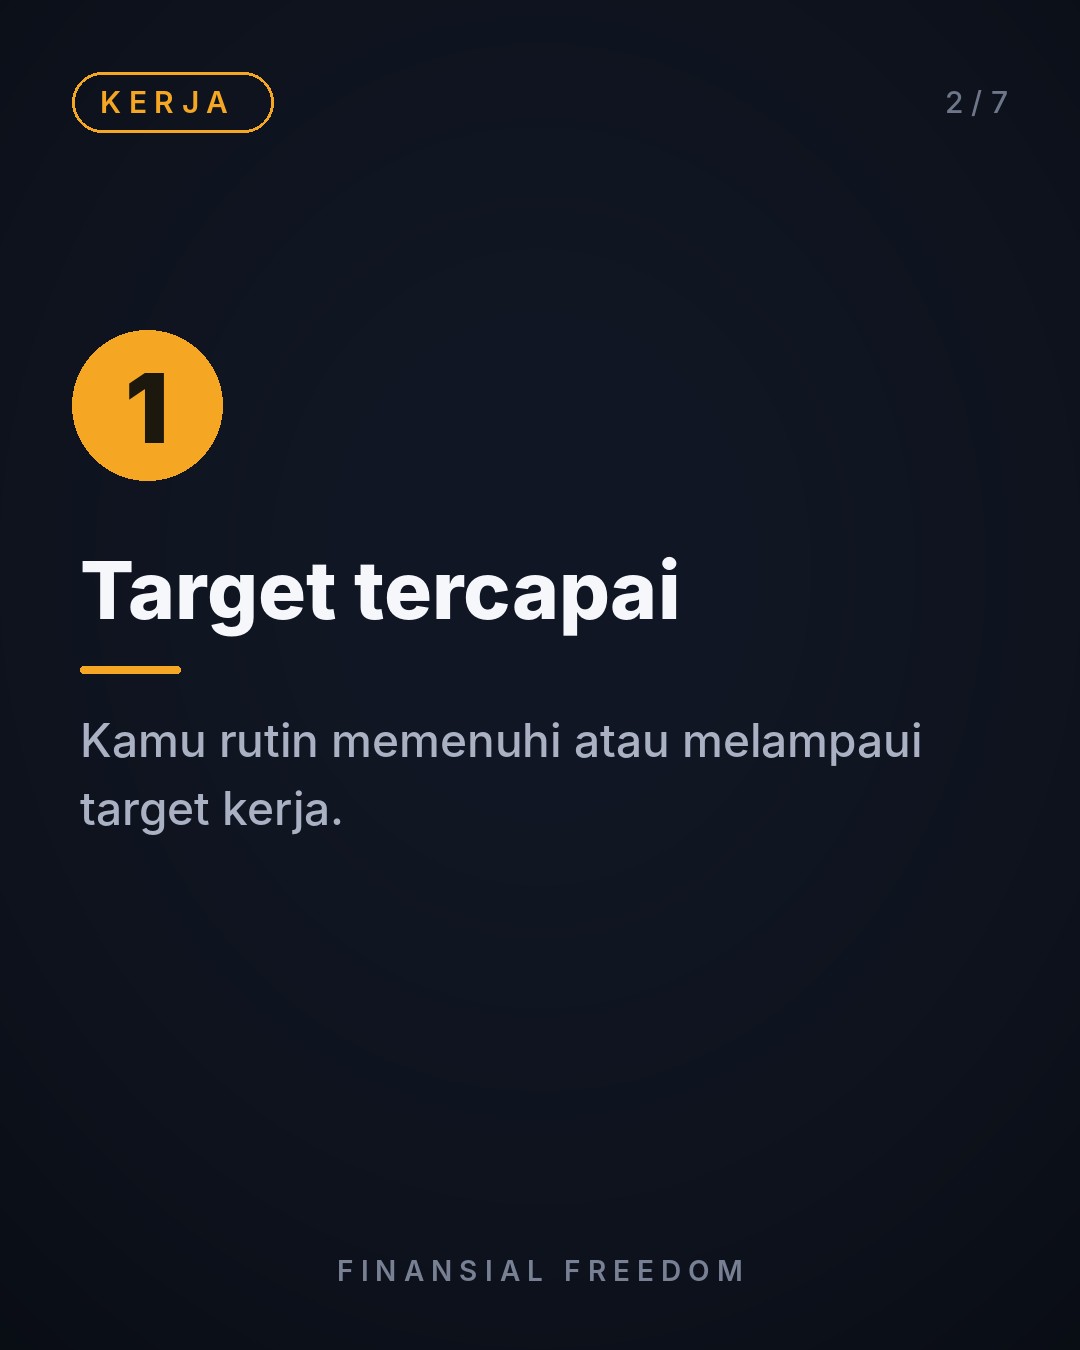 KERJA
2/7
1
Target tercapai
Kamu rutin memenuhi atau melampaui
target kerja.
FINANSIAL FREEDOM